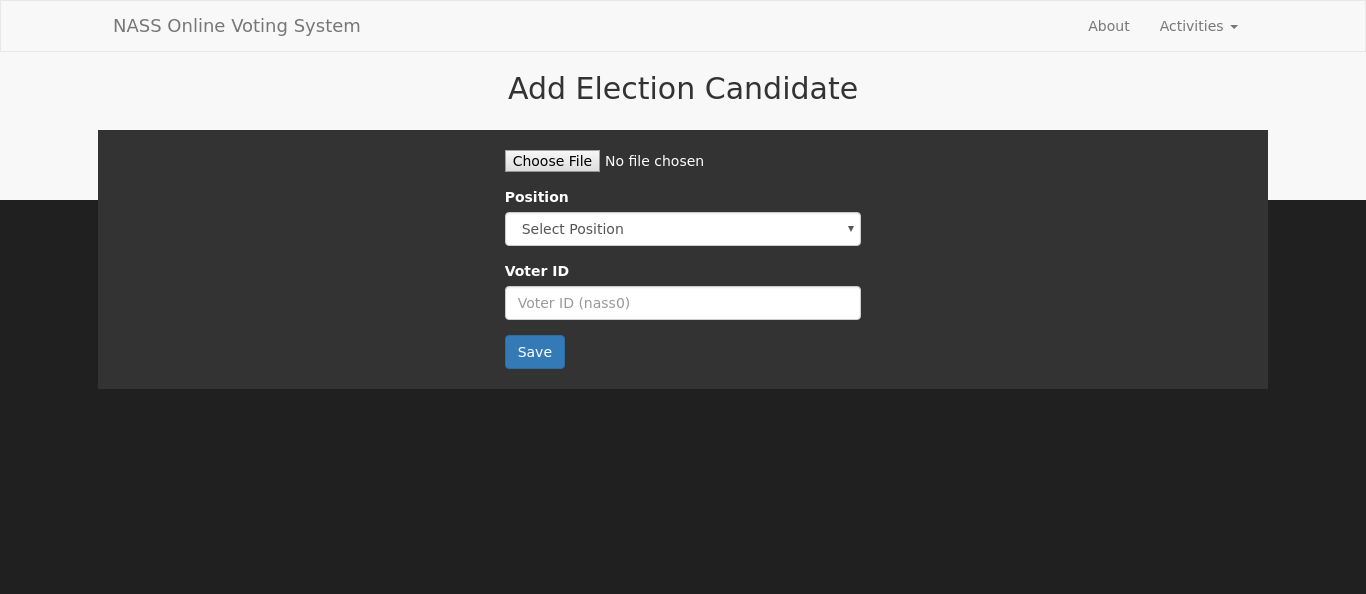 NASS Online Voting System About Activities
Add Election Candidate
Choose File No file chosen
Position
Select Position
Voter ID
Voter ID (nass0)
Save